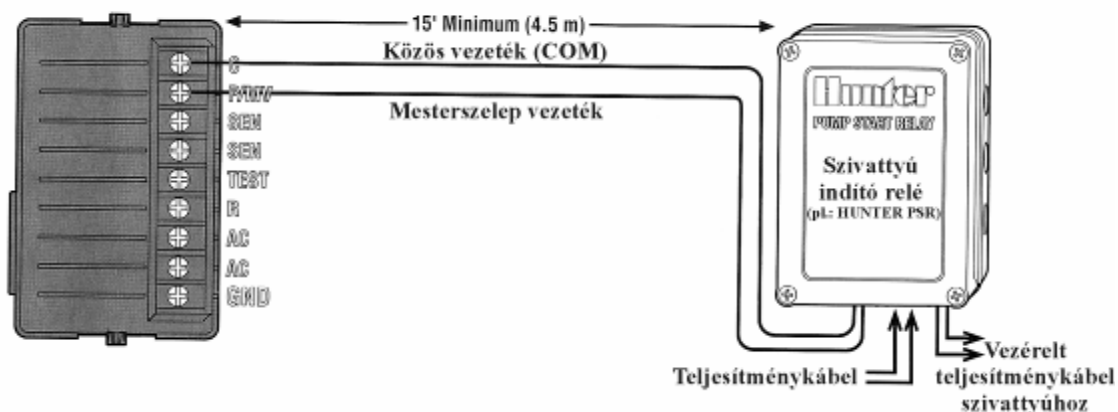 15' Minimum (4.5 m)
Közös vezeték (COM)
Mesterszelep vezeték
C
P/MV
SEN
SEN
TEST
R
AC
AC
GND
Hunter
PUMP START RELAY
Szivattyú
indító relé
(pl.: HUNTER PSR)
Teljesítménykábel
Vezérelt
teljesítménykábel
szivattyúhoz